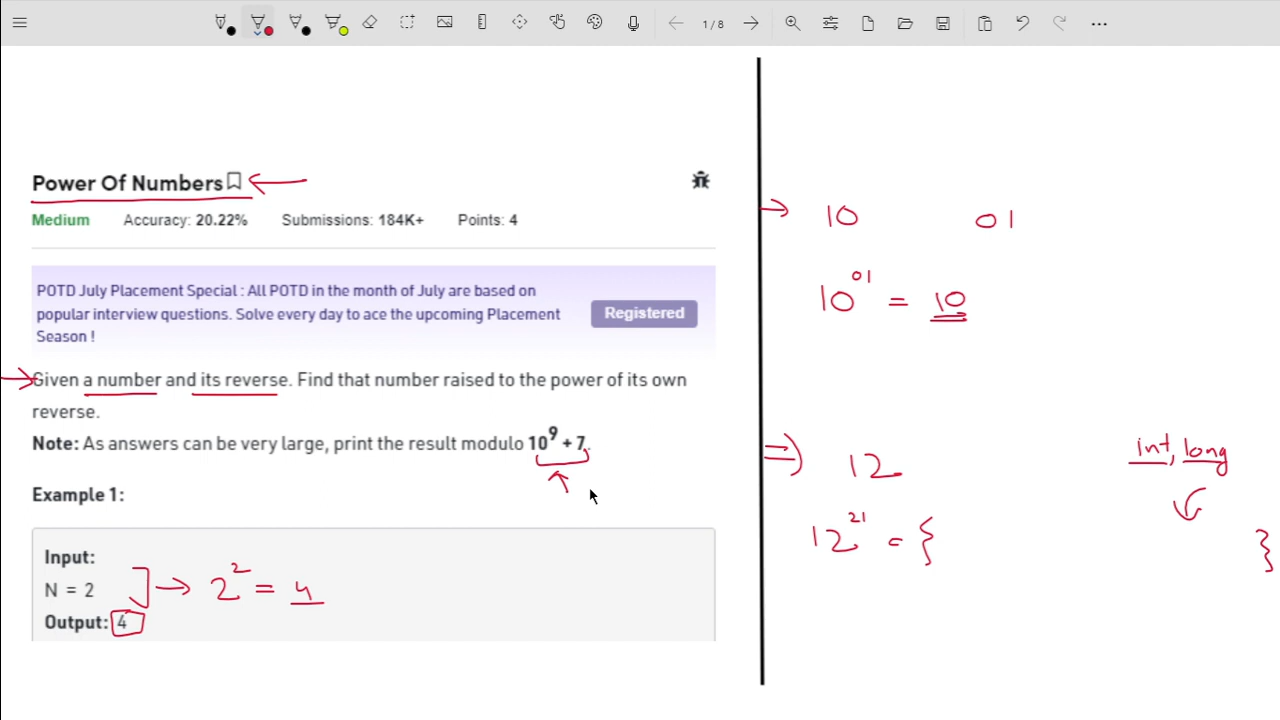 1 / 8
Power Of Numbers
Medium Accuracy: 20.22% Submissions: 184K+ Points: 4
POTD July Placement Special : All POTD in the month of July are based on
popular interview questions. Solve every day to ace the upcoming Placement
Season !
Registered
Given a number and its reverse. Find that number raised to the power of its own
reverse.
Note: As answers can be very large, print the result modulo 10^9 + 7.
Example 1:
Input:
N = 2
Output: 4
2^2 = 4
→ 10 01
10^01 = 10
⇒ 12
int, long
12^21 = { }